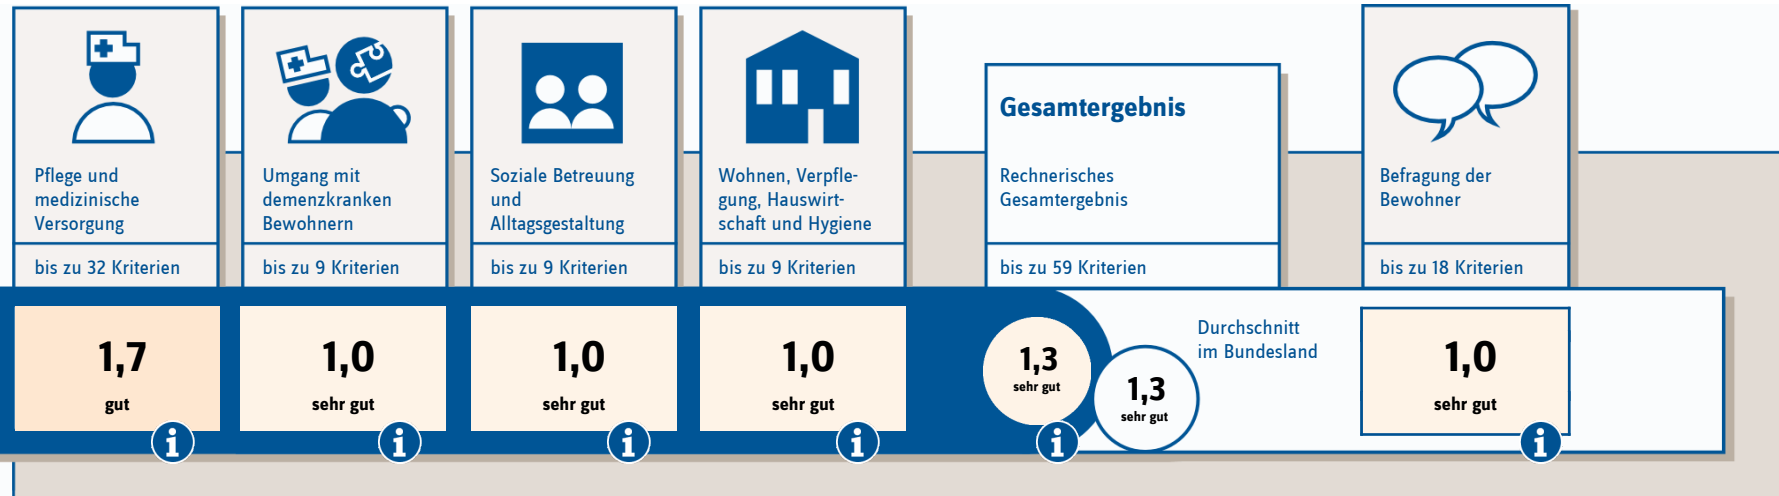 Pflege und
medizinische
Versorgung
bis zu 32 Kriterien
1,7
gut
Umgang mit
demenzkranken
Bewohnern
bis zu 9 Kriterien
1,0
sehr gut
Soziale Betreuung
und
Alltagsgestaltung
bis zu 9 Kriterien
1,0
sehr gut
Wohnen, Verpfle-
gung, Hauswirt-
schaft und Hygiene
bis zu 9 Kriterien
1,0
sehr gut
Gesamtergebnis
Rechnerisches
Gesamtergebnis
bis zu 59 Kriterien
1,3
sehr gut
1,3
sehr gut
Durchschnitt
im Bundesland
Befragung der
Bewohner
bis zu 18 Kriterien
1,0
sehr gut
i
i
i
i
i
i